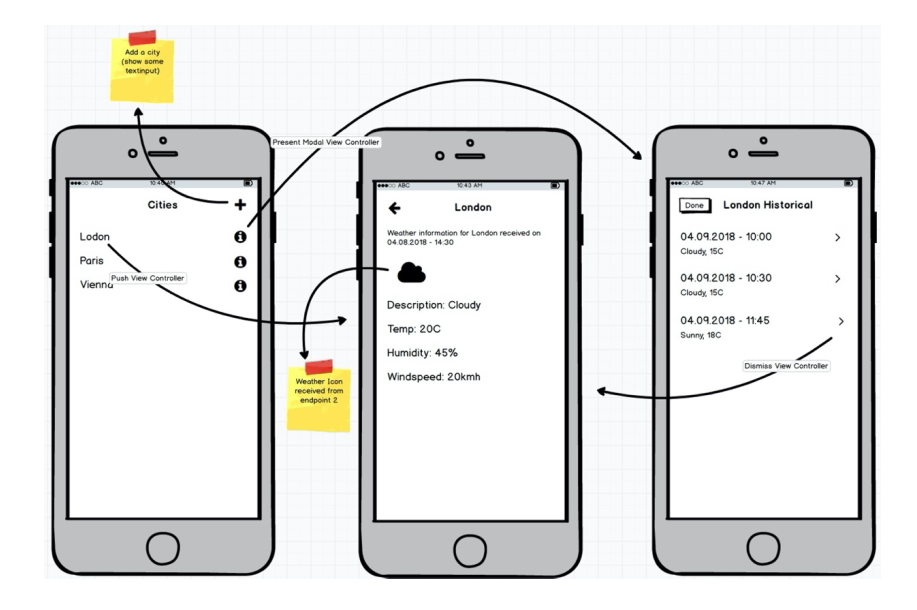 Add a city
(show some
textinput)
Present Modal View Controller
ABC 10:46 AM
Cities
Lodon
Paris
Vienna
Push View Controller
ABC 10:43 AM
London
Weather information for London received on
04.08.2018 - 14:30
Description: Cloudy
Temp: 20C
Humidity: 45%
Windspeed: 20kmh
Weather Icon
received from
endpoint 2
ABC 10:47 AM
Done London Historical
04.09.2018 - 10:00
Cloudy, 15C
04.09.2018 - 10:30
Cloudy, 15C
04.09.2018 - 11:45
Sunny, 18C
Dismiss View Controller